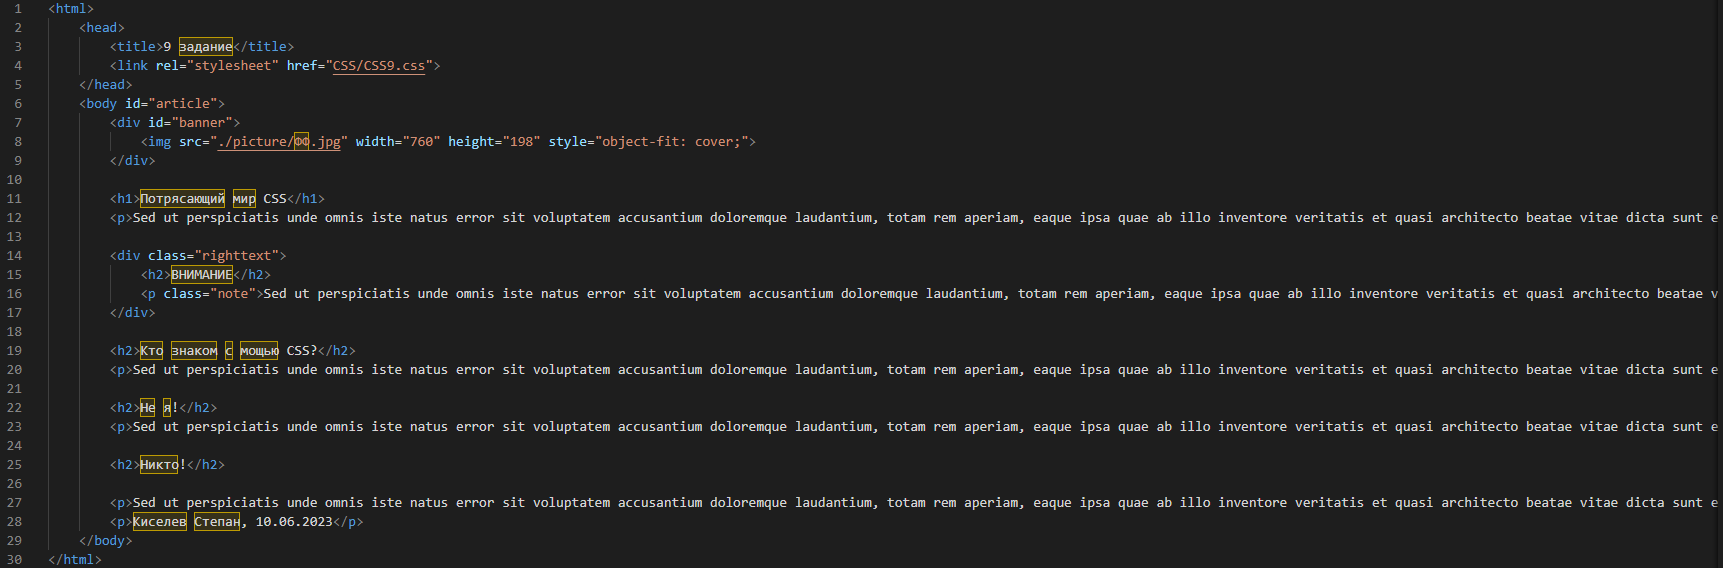 1 <html>
2 <head>
3 <title>9 задание</title>
4 <link rel="stylesheet" href="CSS/CSS9.css">
5 </head>
6 <body id="article">
7 <div id="banner">
8 <img src="./picture/ФФ.jpg" width="760" height="198" style="object-fit: cover;">
9 </div>
10
11 <h1>Потрясающий мир CSS</h1>
12 <p>Sed ut perspiciatis unde omnis iste natus error sit voluptatem accusantium doloremque laudantium, totam rem aperiam, eaque ipsa quae ab illo inventore veritatis et quasi architecto beatae vitae dicta sunt e
13
14 <div class="righttext">
15 <h2>ВНИМАНИЕ</h2>
16 <p class="note">Sed ut perspiciatis unde omnis iste natus error sit voluptatem accusantium doloremque laudantium, totam rem aperiam, eaque ipsa quae ab illo inventore veritatis et quasi architecto beatae v
17 </div>
18
19 <h2>Кто знаком с мощью CSS?</h2>
20 <p>Sed ut perspiciatis unde omnis iste natus error sit voluptatem accusantium doloremque laudantium, totam rem aperiam, eaque ipsa quae ab illo inventore veritatis et quasi architecto beatae vitae dicta sunt e
21
22 <h2>Не я!</h2>
23 <p>Sed ut perspiciatis unde omnis iste natus error sit voluptatem accusantium doloremque laudantium, totam rem aperiam, eaque ipsa quae ab illo inventore veritatis et quasi architecto beatae vitae dicta sunt e
24
25 <h2>Никто!</h2>
26
27 <p>Sed ut perspiciatis unde omnis iste natus error sit voluptatem accusantium doloremque laudantium, totam rem aperiam, eaque ipsa quae ab illo inventore veritatis et quasi architecto beatae vitae dicta sunt e
28 <p>Киселев Степан, 10.06.2023</p>
29 </body>
30 </html>